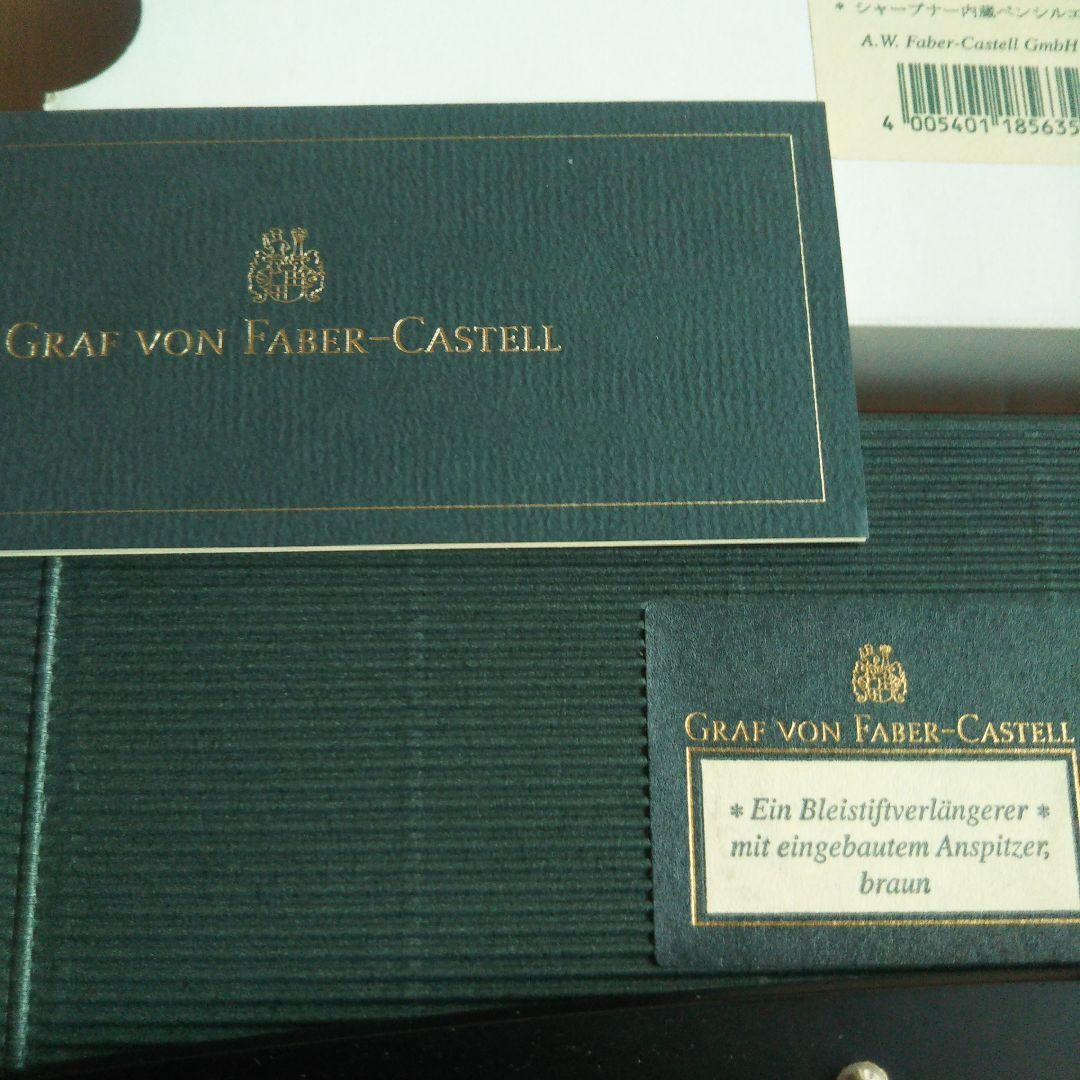 * シャープナー内蔵ペンシルエ
A.W. Faber-Castell GmbH
4 005401 185635
GRAF VON FABER-CASTELL
GRAF VON FABER-CASTELL
* Ein Bleistiftverlängerer *
mit eingebautem Anspitzer,
braun